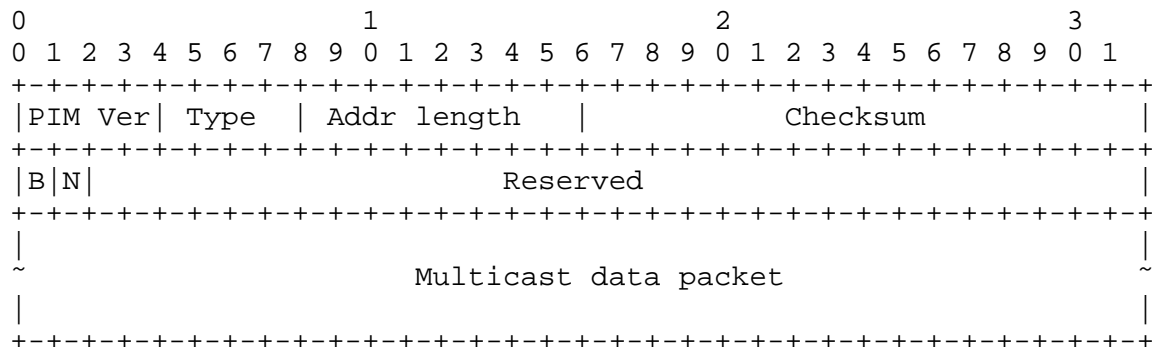 0                   1                   2                   3
0 1 2 3 4 5 6 7 8 9 0 1 2 3 4 5 6 7 8 9 0 1 2 3 4 5 6 7 8 9 0 1
+-+-+-+-+-+-+-+-+-+-+-+-+-+-+-+-+-+-+-+-+-+-+-+-+-+-+-+-+-+-+-+-+
|PIM Ver| Type  | Addr length   |           Checksum            |
+-+-+-+-+-+-+-+-+-+-+-+-+-+-+-+-+-+-+-+-+-+-+-+-+-+-+-+-+-+-+-+-+
|B|N|                       Reserved                            |
+-+-+-+-+-+-+-+-+-+-+-+-+-+-+-+-+-+-+-+-+-+-+-+-+-+-+-+-+-+-+-+-+
|                                                               |
~                      Multicast data packet                    ~
|                                                               |
+-+-+-+-+-+-+-+-+-+-+-+-+-+-+-+-+-+-+-+-+-+-+-+-+-+-+-+-+-+-+-+-+